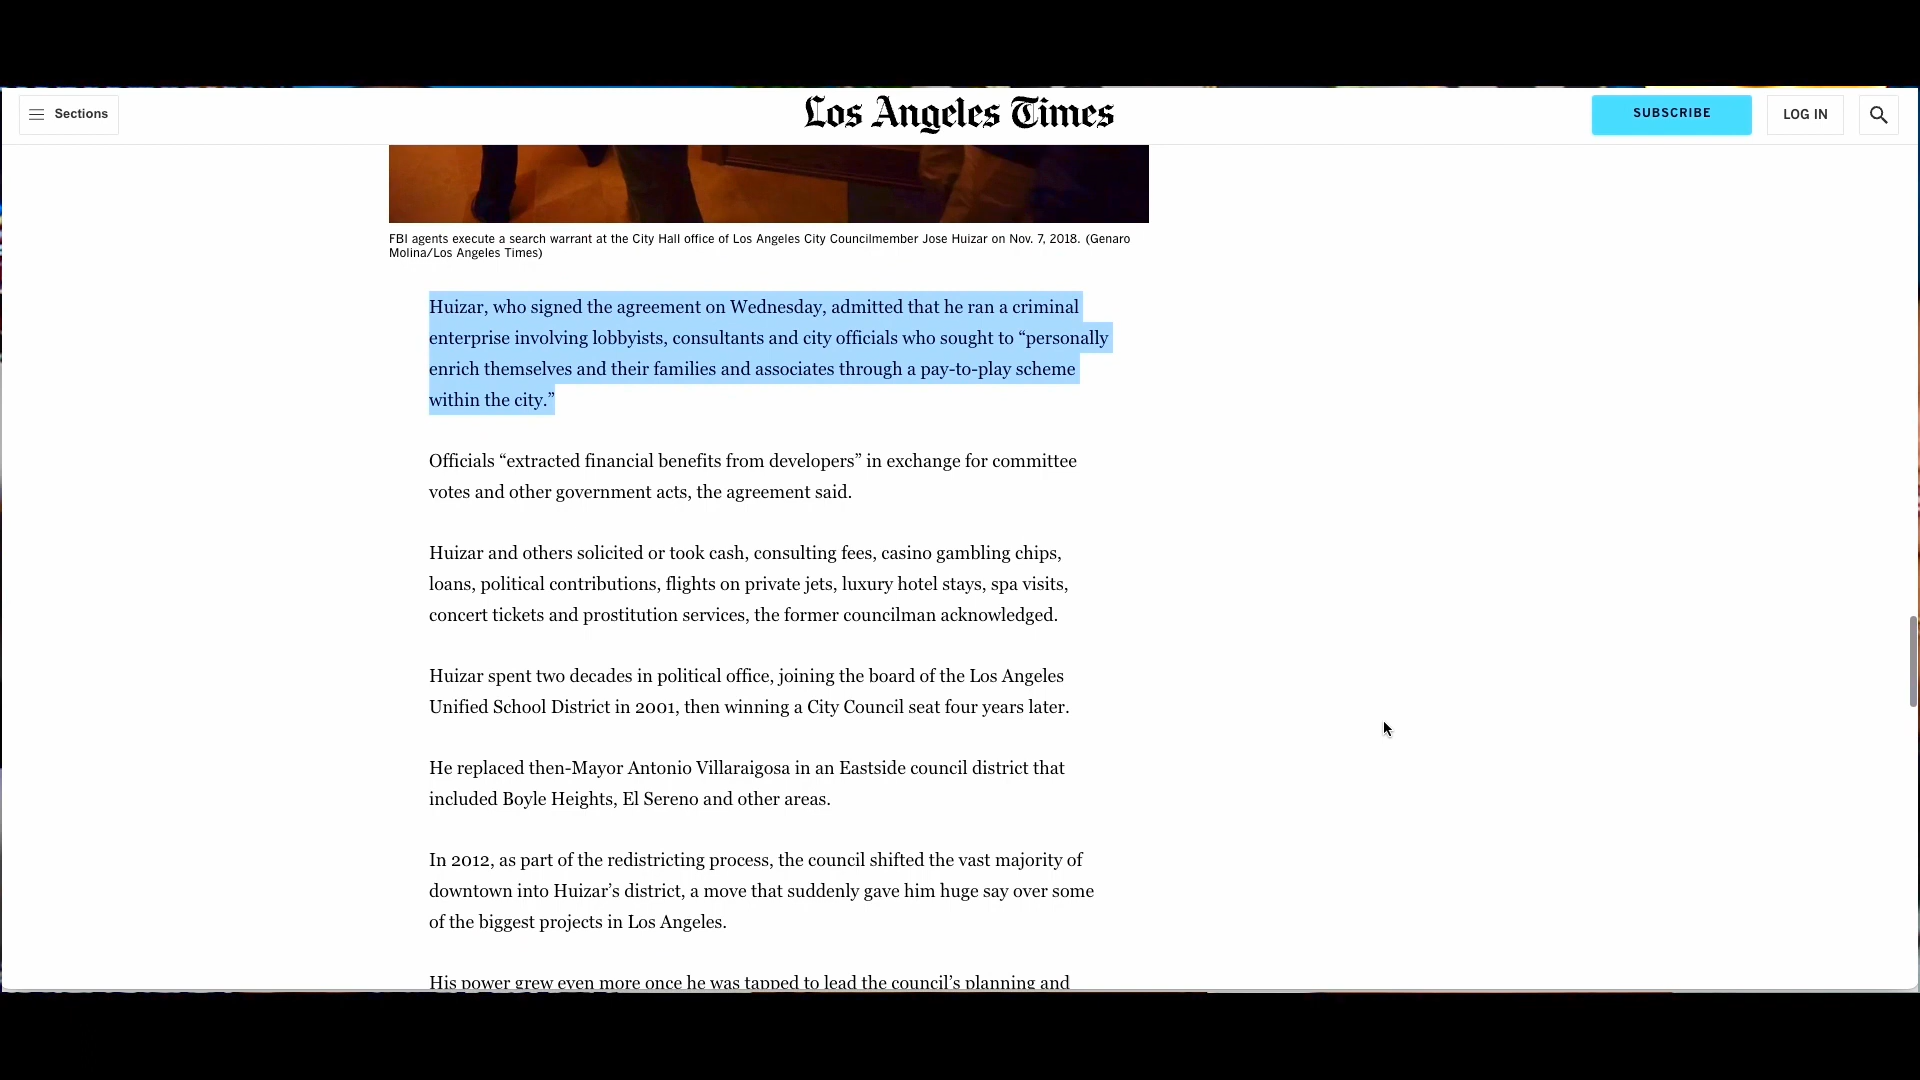 Sections
Los Angeles Times
SUBSCRIBE
LOG IN
FBI agents execute a search warrant at the City Hall office of Los Angeles City Councilmember Jose Huizar on Nov. 7, 2018. (Genaro
Molina/Los Angeles Times)
Huizar, who signed the agreement on Wednesday, admitted that he ran a criminal
enterprise involving lobbyists, consultants and city officials who sought to “personally
enrich themselves and their families and associates through a pay-to-play scheme
within the city.”
Officials “extracted financial benefits from developers” in exchange for committee
votes and other government acts, the agreement said.
Huizar and others solicited or took cash, consulting fees, casino gambling chips,
loans, political contributions, flights on private jets, luxury hotel stays, spa visits,
concert tickets and prostitution services, the former councilman acknowledged.
Huizar spent two decades in political office, joining the board of the Los Angeles
Unified School District in 2001, then winning a City Council seat four years later.
He replaced then-Mayor Antonio Villaraigosa in an Eastside council district that
included Boyle Heights, El Sereno and other areas.
In 2012, as part of the redistricting process, the council shifted the vast majority of
downtown into Huizar’s district, a move that suddenly gave him huge say over some
of the biggest projects in Los Angeles.
His power grew even more once he was tapped to lead the council’s planning and